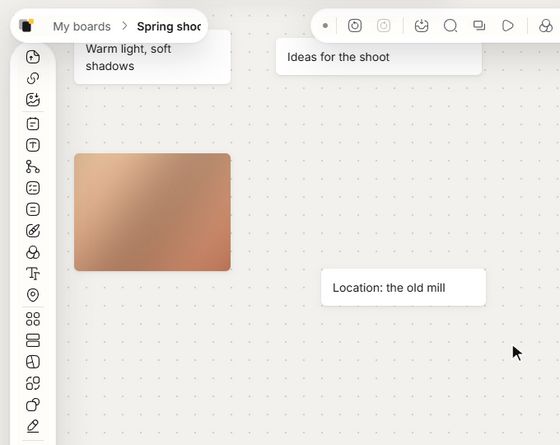 My boards
Spring shoo
Warm light, soft
shadows
Ideas for the shoot
Location: the old mill